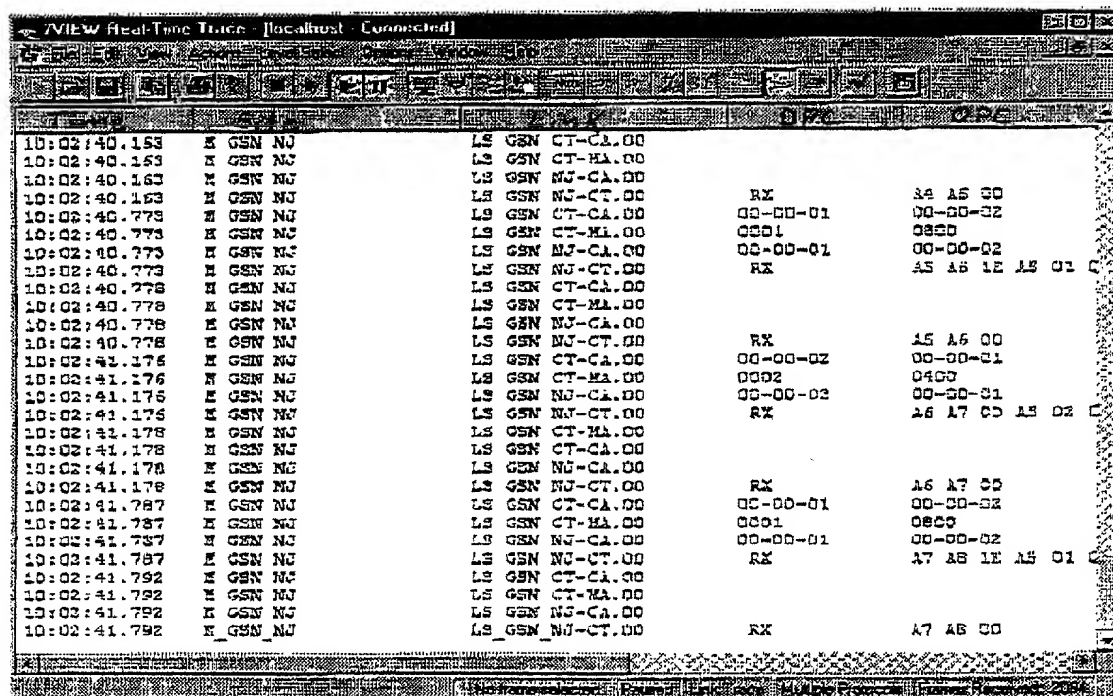 7VIEW Real-Time Trace - [localhost - Connected]
DPC OPC
10:02:40.163 E GSN NJ LS GSN CT-CA.00
10:02:40.163 E GSN NJ LS GSN CT-MA.00
10:02:40.163 E GSN NJ LS GSN NJ-CA.00
10:02:40.163 E GSN NJ LS GSN NJ-CT.00 RX A4 A5 00
10:02:40.773 E GSN NJ LS GSN CT-CA.00 00-00-01 00-00-02
10:02:40.773 E GSN NJ LS GSN CT-MA.00 0001 0800
10:02:40.773 E GSN NJ LS GSN NJ-CA.00 00-00-01 00-00-02
10:02:40.773 E GSN NJ LS GSN NJ-CT.00 RX A5 A6 1E A5 01
10:02:40.778 E GSN NJ LS GSN CT-CA.00
10:02:40.778 E GSN NJ LS GSN CT-MA.00
10:02:40.778 E GSN NJ LS GSN NJ-CA.00
10:02:40.778 E GSN NJ LS GSN NJ-CT.00 RX A5 A6 00
10:02:41.176 E GSN NJ LS GSN CT-CA.00 00-00-02 00-00-01
10:02:41.176 E GSN NJ LS GSN CT-MA.00 0002 0400
10:02:41.176 E GSN NJ LS GSN NJ-CA.00 00-00-02 00-00-01
10:02:41.176 E GSN NJ LS GSN NJ-CT.00 RX A6 A7 A5 02
10:02:41.178 E GSN NJ LS GSN CT-MA.00
10:02:41.178 E GSN NJ LS GSN CT-CA.00
10:02:41.178 E GSN NJ LS GSN NJ-CA.00
10:02:41.178 E GSN NJ LS GSN NJ-CT.00 RX A6 A7 00
10:02:41.787 E GSN NJ LS GSN CT-CA.00 00-00-01 00-00-02
10:02:41.787 E GSN NJ LS GSN CT-MA.00 0001 0800
10:02:41.787 E GSN NJ LS GSN NJ-CA.00 00-00-01 00-00-02
10:02:41.787 E GSN NJ LS GSN NJ-CT.00 RX A7 A8 1E A5 01
10:02:41.792 E GSN NJ LS GSN CT-CA.00
10:02:41.792 E GSN NJ LS GSN CT-MA.00
10:02:41.792 E GSN NJ LS GSN NJ-CA.00
10:02:41.792 E_GSN_NJ LS_GSN_NJ-CT.00 RX A7 A8 00
No frame selected Paused Link Trace Multiple Protocols